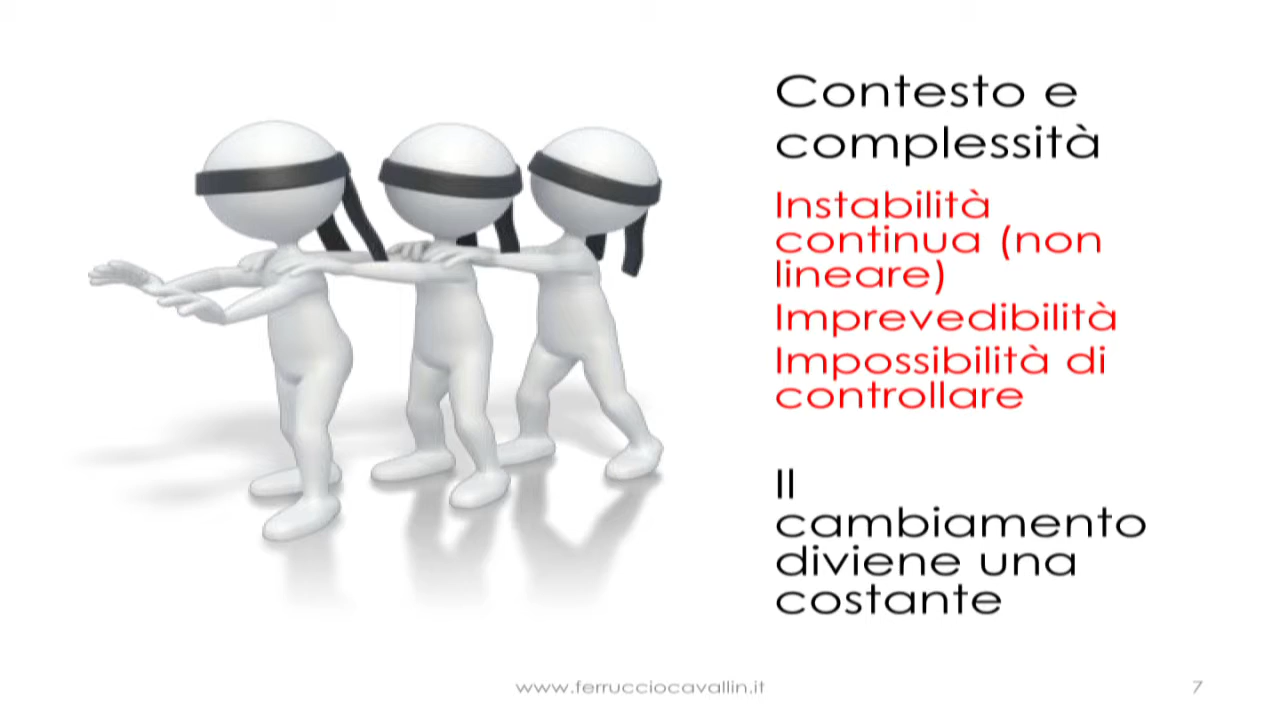 Contesto e
complessità
Instabilità
continua (non
lineare)
Imprevedibilità
Impossibilità di
controllare
Il
cambiamento
diviene una
costante
www.ferrucciocavallin.it
7